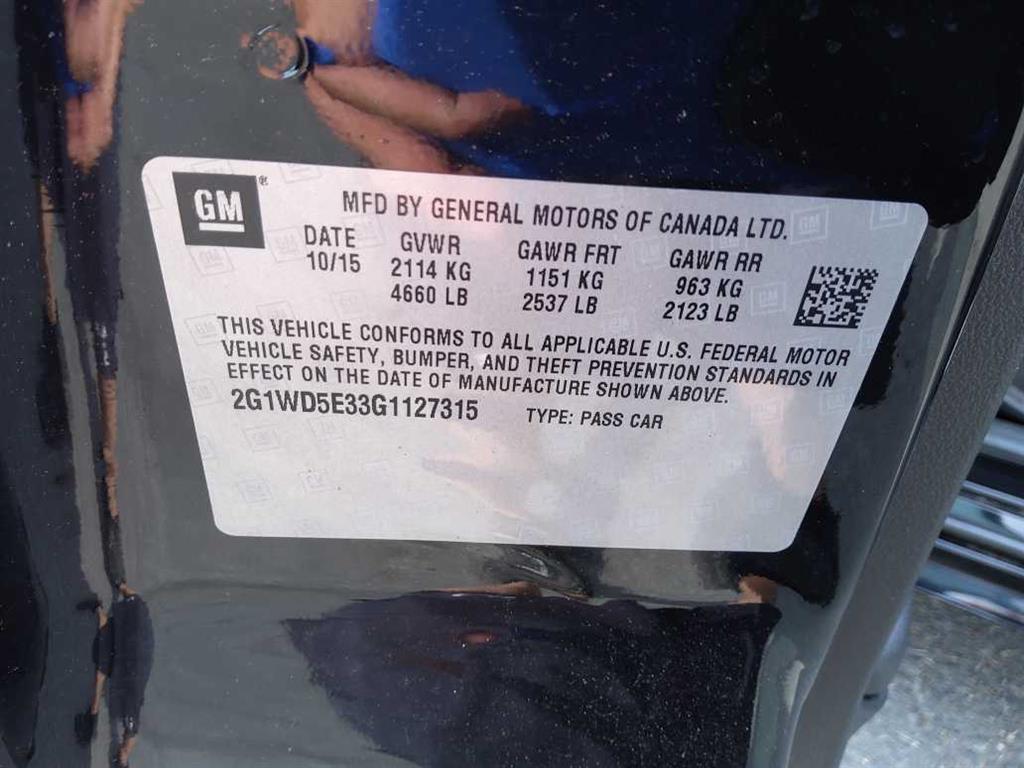 GM®
MFD BY GENERAL MOTORS OF CANADA LTD.
DATE GVWR GAWR FRT GAWR RR
10/15 2114 KG 1151 KG 963 KG
4660 LB 2537 LB 2123 LB
THIS VEHICLE CONFORMS TO ALL APPLICABLE U.S. FEDERAL MOTOR
VEHICLE SAFETY, BUMPER, AND THEFT PREVENTION STANDARDS IN
EFFECT ON THE DATE OF MANUFACTURE SHOWN ABOVE.
2G1WD5E33G1127315 TYPE: PASS CAR